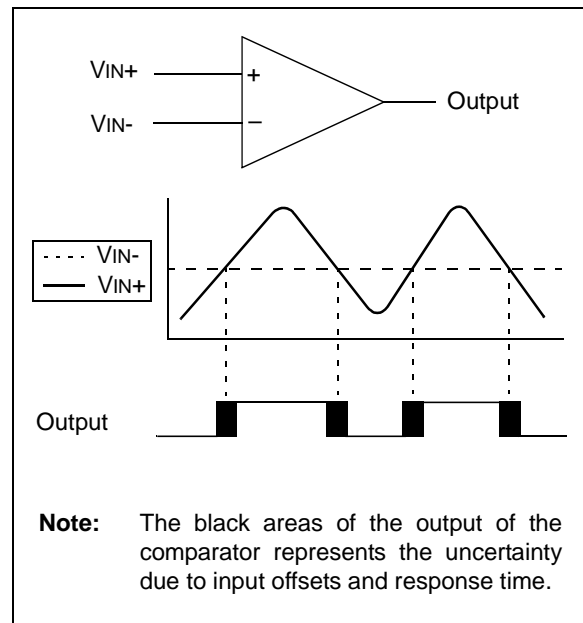 VIN+
+
Output
VIN-
−
VIN-
VIN+
Output
Note: The black areas of the output of the
comparator represents the uncertainty
due to input offsets and response time.